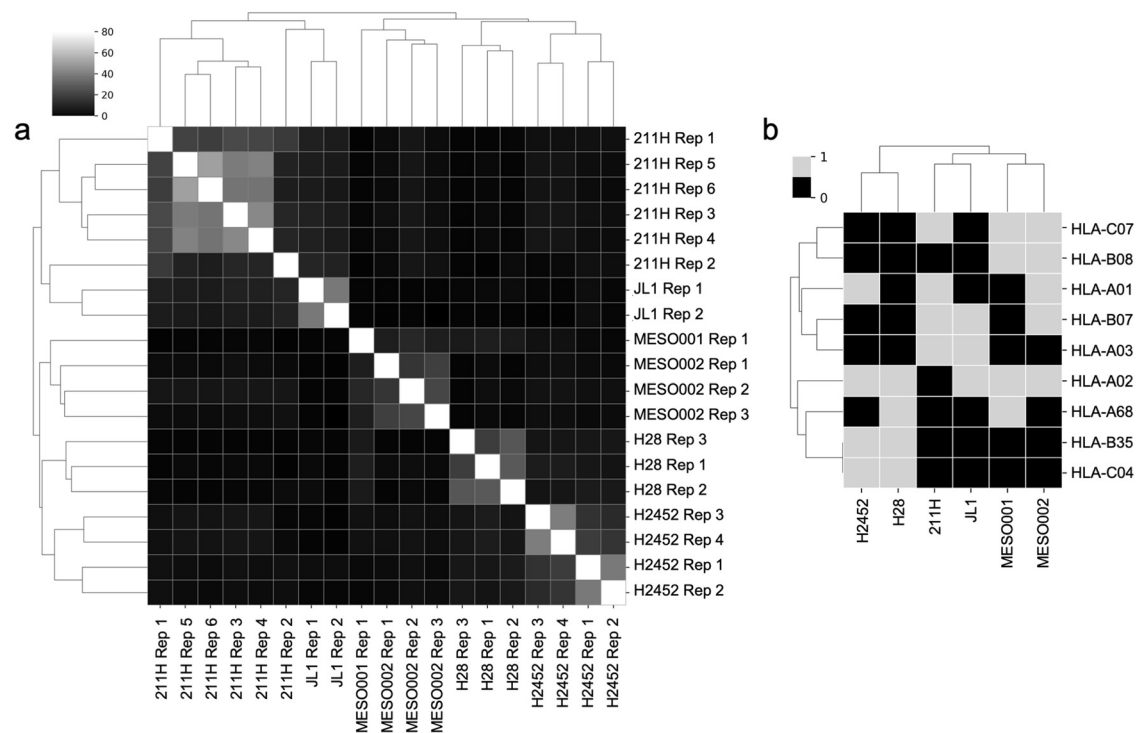 80
60
40
20
0
a
211H Rep 1
211H Rep 5
211H Rep 6
211H Rep 3
211H Rep 4
211H Rep 2
JL1 Rep 1
JL1 Rep 2
MESO001 Rep 1
MESO002 Rep 1
MESO002 Rep 2
MESO002 Rep 3
H28 Rep 3
H28 Rep 1
H28 Rep 2
H2452 Rep 3
H2452 Rep 4
H2452 Rep 1
H2452 Rep 2
211H Rep 1
211H Rep 5
211H Rep 6
211H Rep 3
211H Rep 4
211H Rep 2
JL1 Rep 1
JL1 Rep 2
MESO001 Rep 1
MESO002 Rep 1
MESO002 Rep 2
MESO002 Rep 3
H28 Rep 3
H28 Rep 1
H28 Rep 2
H2452 Rep 3
H2452 Rep 4
H2452 Rep 1
H2452 Rep 2
b
1
0
HLA-C07
HLA-B08
HLA-A01
HLA-B07
HLA-A03
HLA-A02
HLA-A68
HLA-B35
HLA-C04
H2452
H28
211H
JL1
MESO001
MESO002